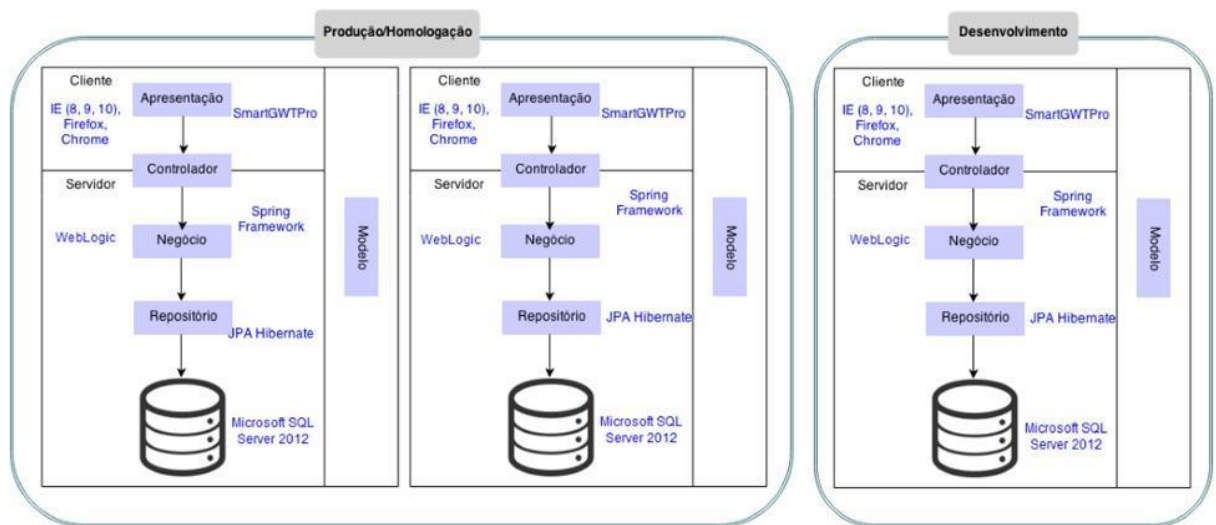 Produção/Homologação
Cliente
Apresentação
IE (8, 9, 10),
Firefox,
Chrome
SmartGWTPro
Controlador
Servidor
Spring
Framework
WebLogic
Negócio
Repositório
JPA Hibernate
Microsoft SQL
Server 2012
Modelo
Cliente
Apresentação
IE (8, 9, 10),
Firefox,
Chrome
SmartGWTPro
Controlador
Servidor
Spring
Framework
WebLogic
Negócio
Repositório
JPA Hibernate
Microsoft SQL
Server 2012
Modelo
Desenvolvimento
Cliente
Apresentação
IE (8, 9, 10),
Firefox,
Chrome
SmartGWTPro
Controlador
Servidor
Spring
Framework
WebLogic
Negócio
Repositório
JPA Hibernate
Microsoft SQL
Server 2012
Modelo